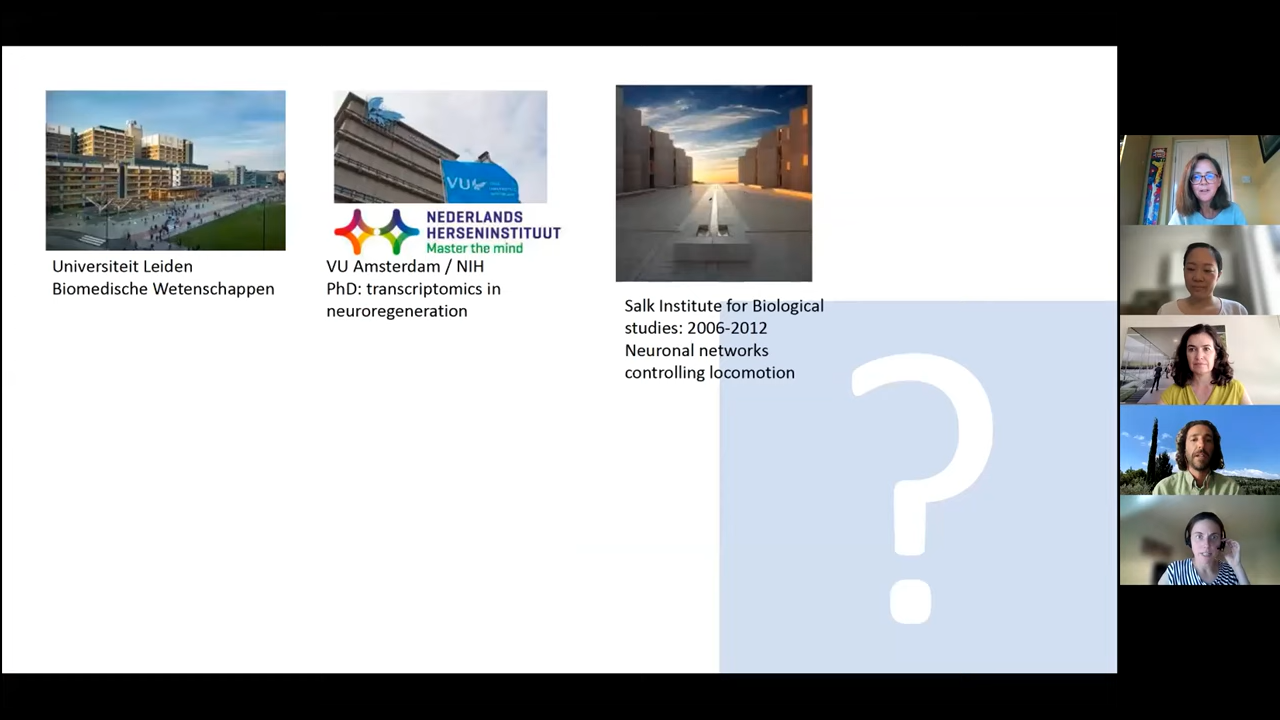 Universiteit Leiden
Biomedische Wetenschappen
VU
NEDERLANDS
HERSENINSTITUUT
Master the mind
VU Amsterdam / NIH
PhD: transcriptomics in
neuroregeneration
Salk Institute for Biological
studies: 2006-2012
Neuronal networks
controlling locomotion
?